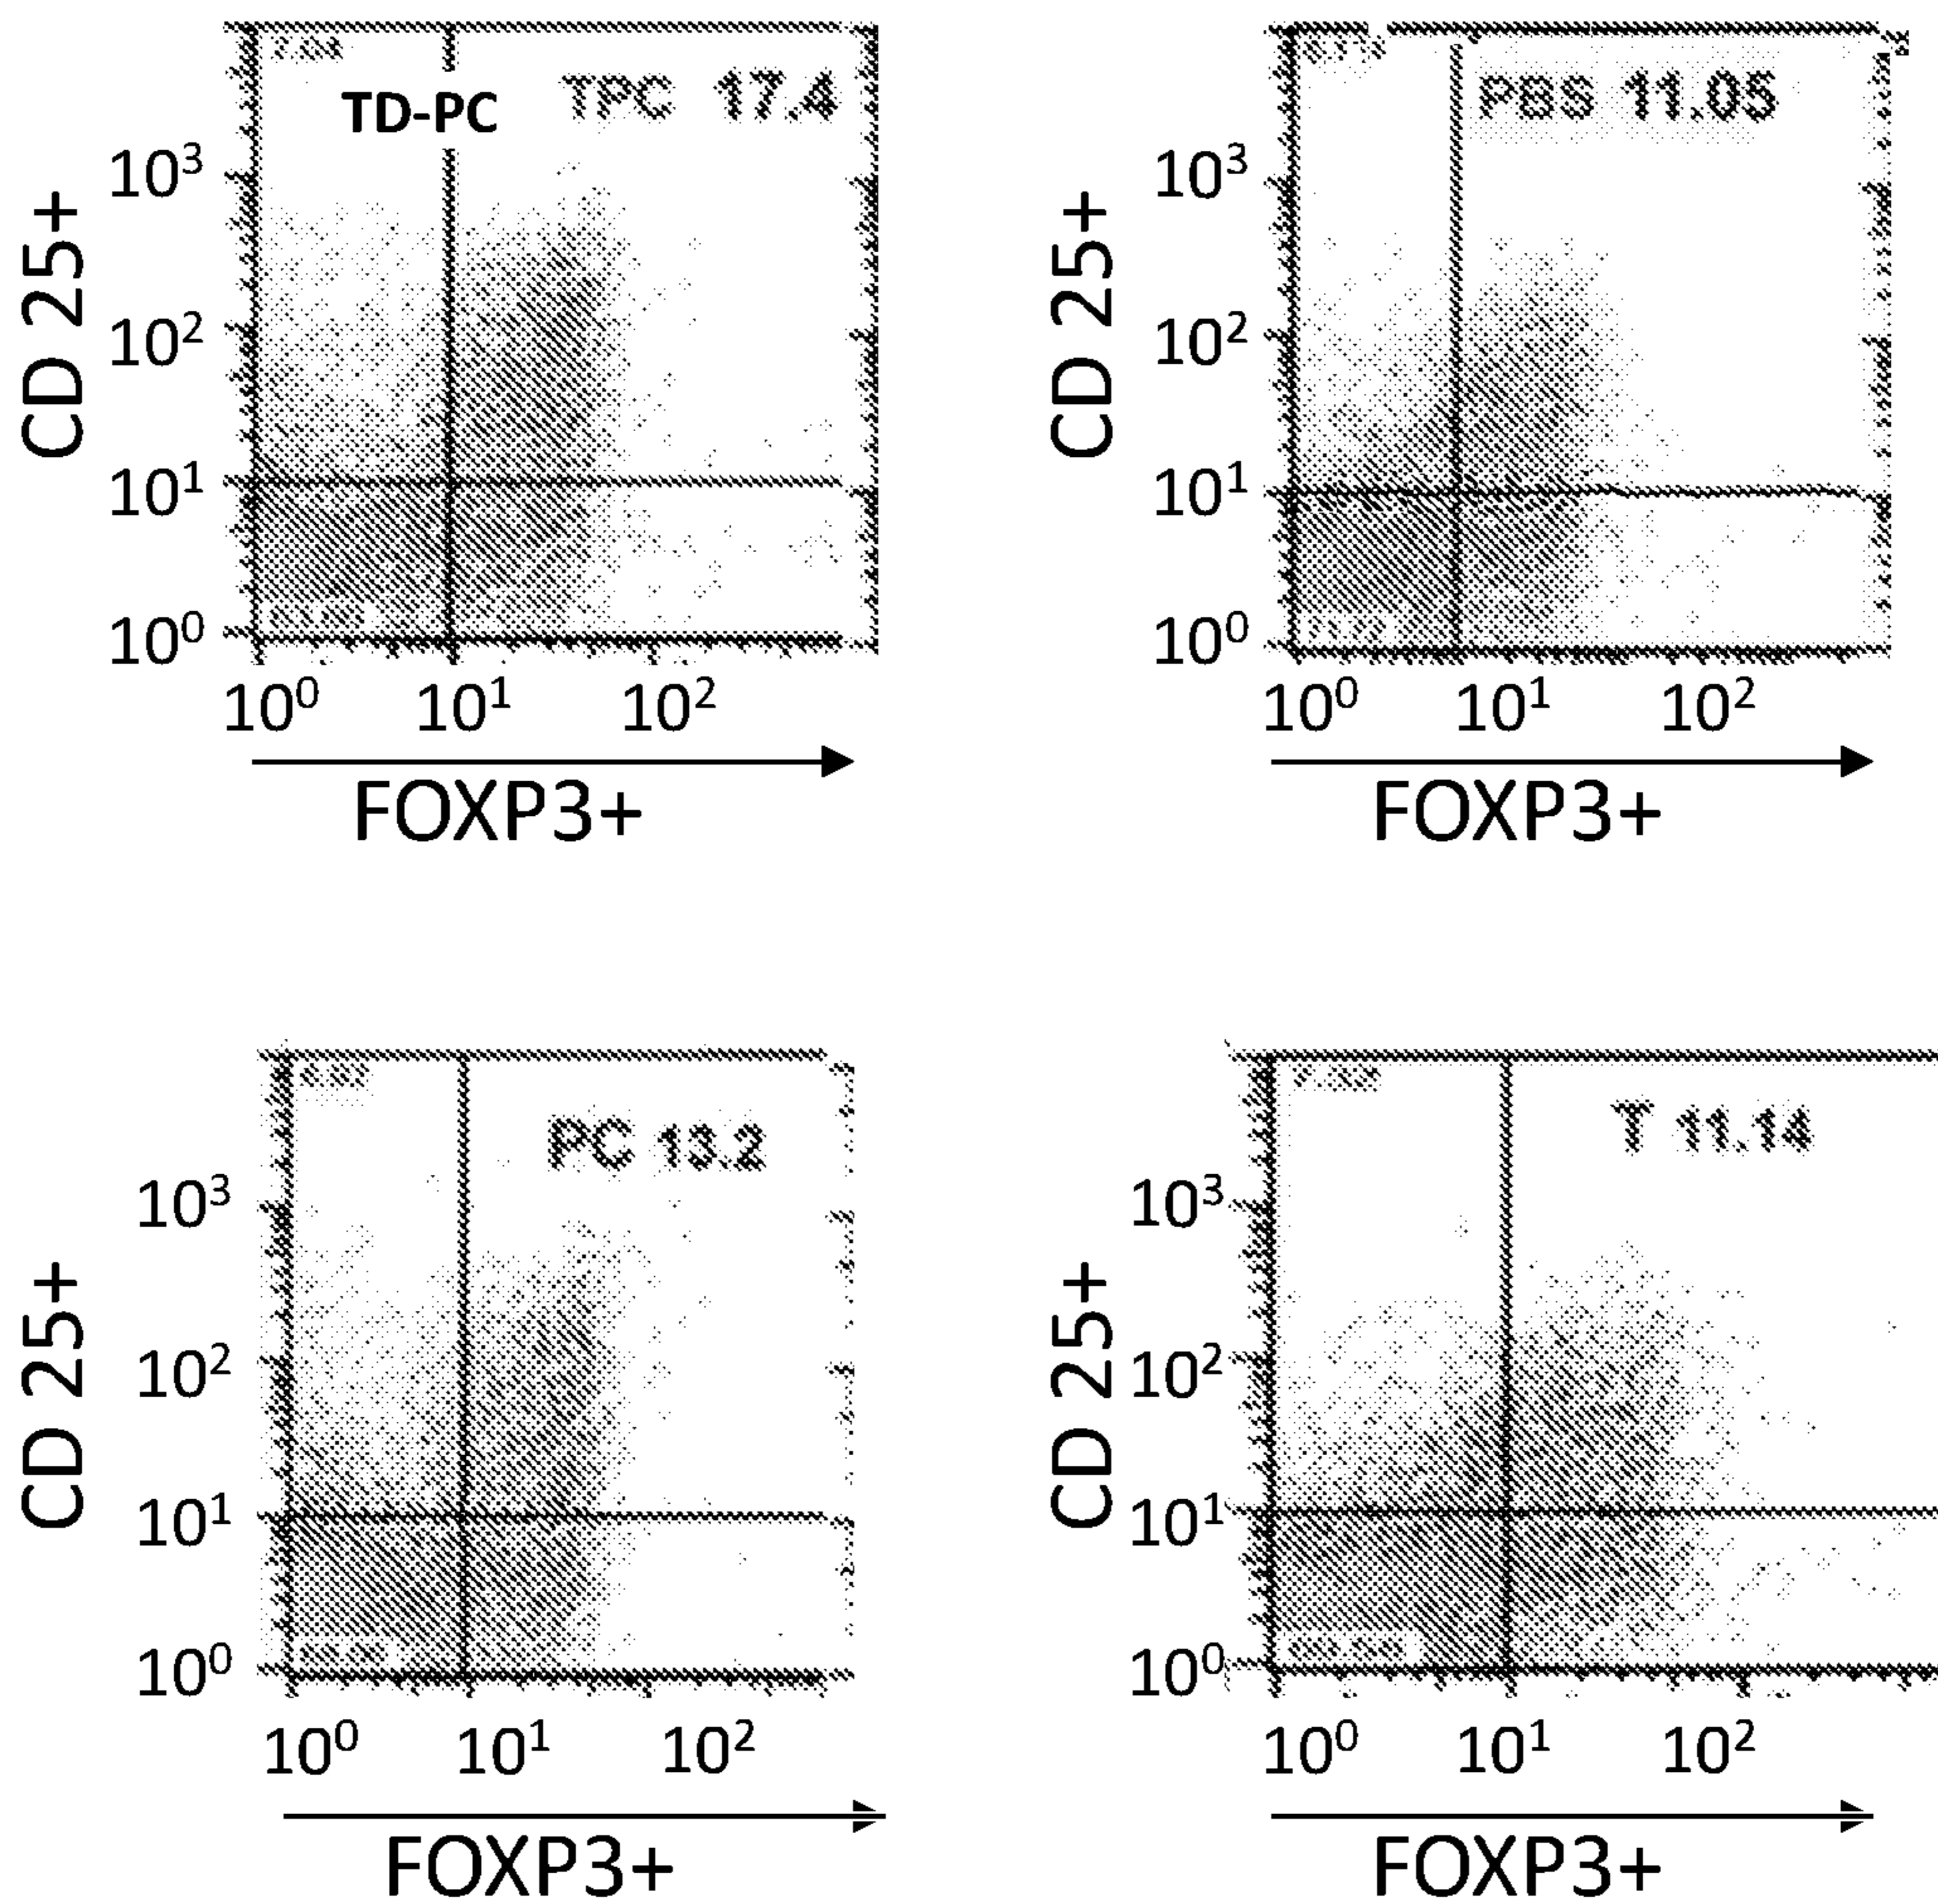 TD-PC TPC 17.4
CD 25+
10³
10²
10¹
10⁰
10⁰ 10¹ 10²
FOXP3+
PBS 11.05
CD 25+
10³
10²
10¹
10⁰
10⁰ 10¹ 10²
FOXP3+
PC 13.2
CD 25+
10³
10²
10¹
10⁰
10⁰ 10¹ 10²
FOXP3+
T 11.14
CD 25+
10³
10²
10¹
10⁰
10⁰ 10¹ 10²
FOXP3+